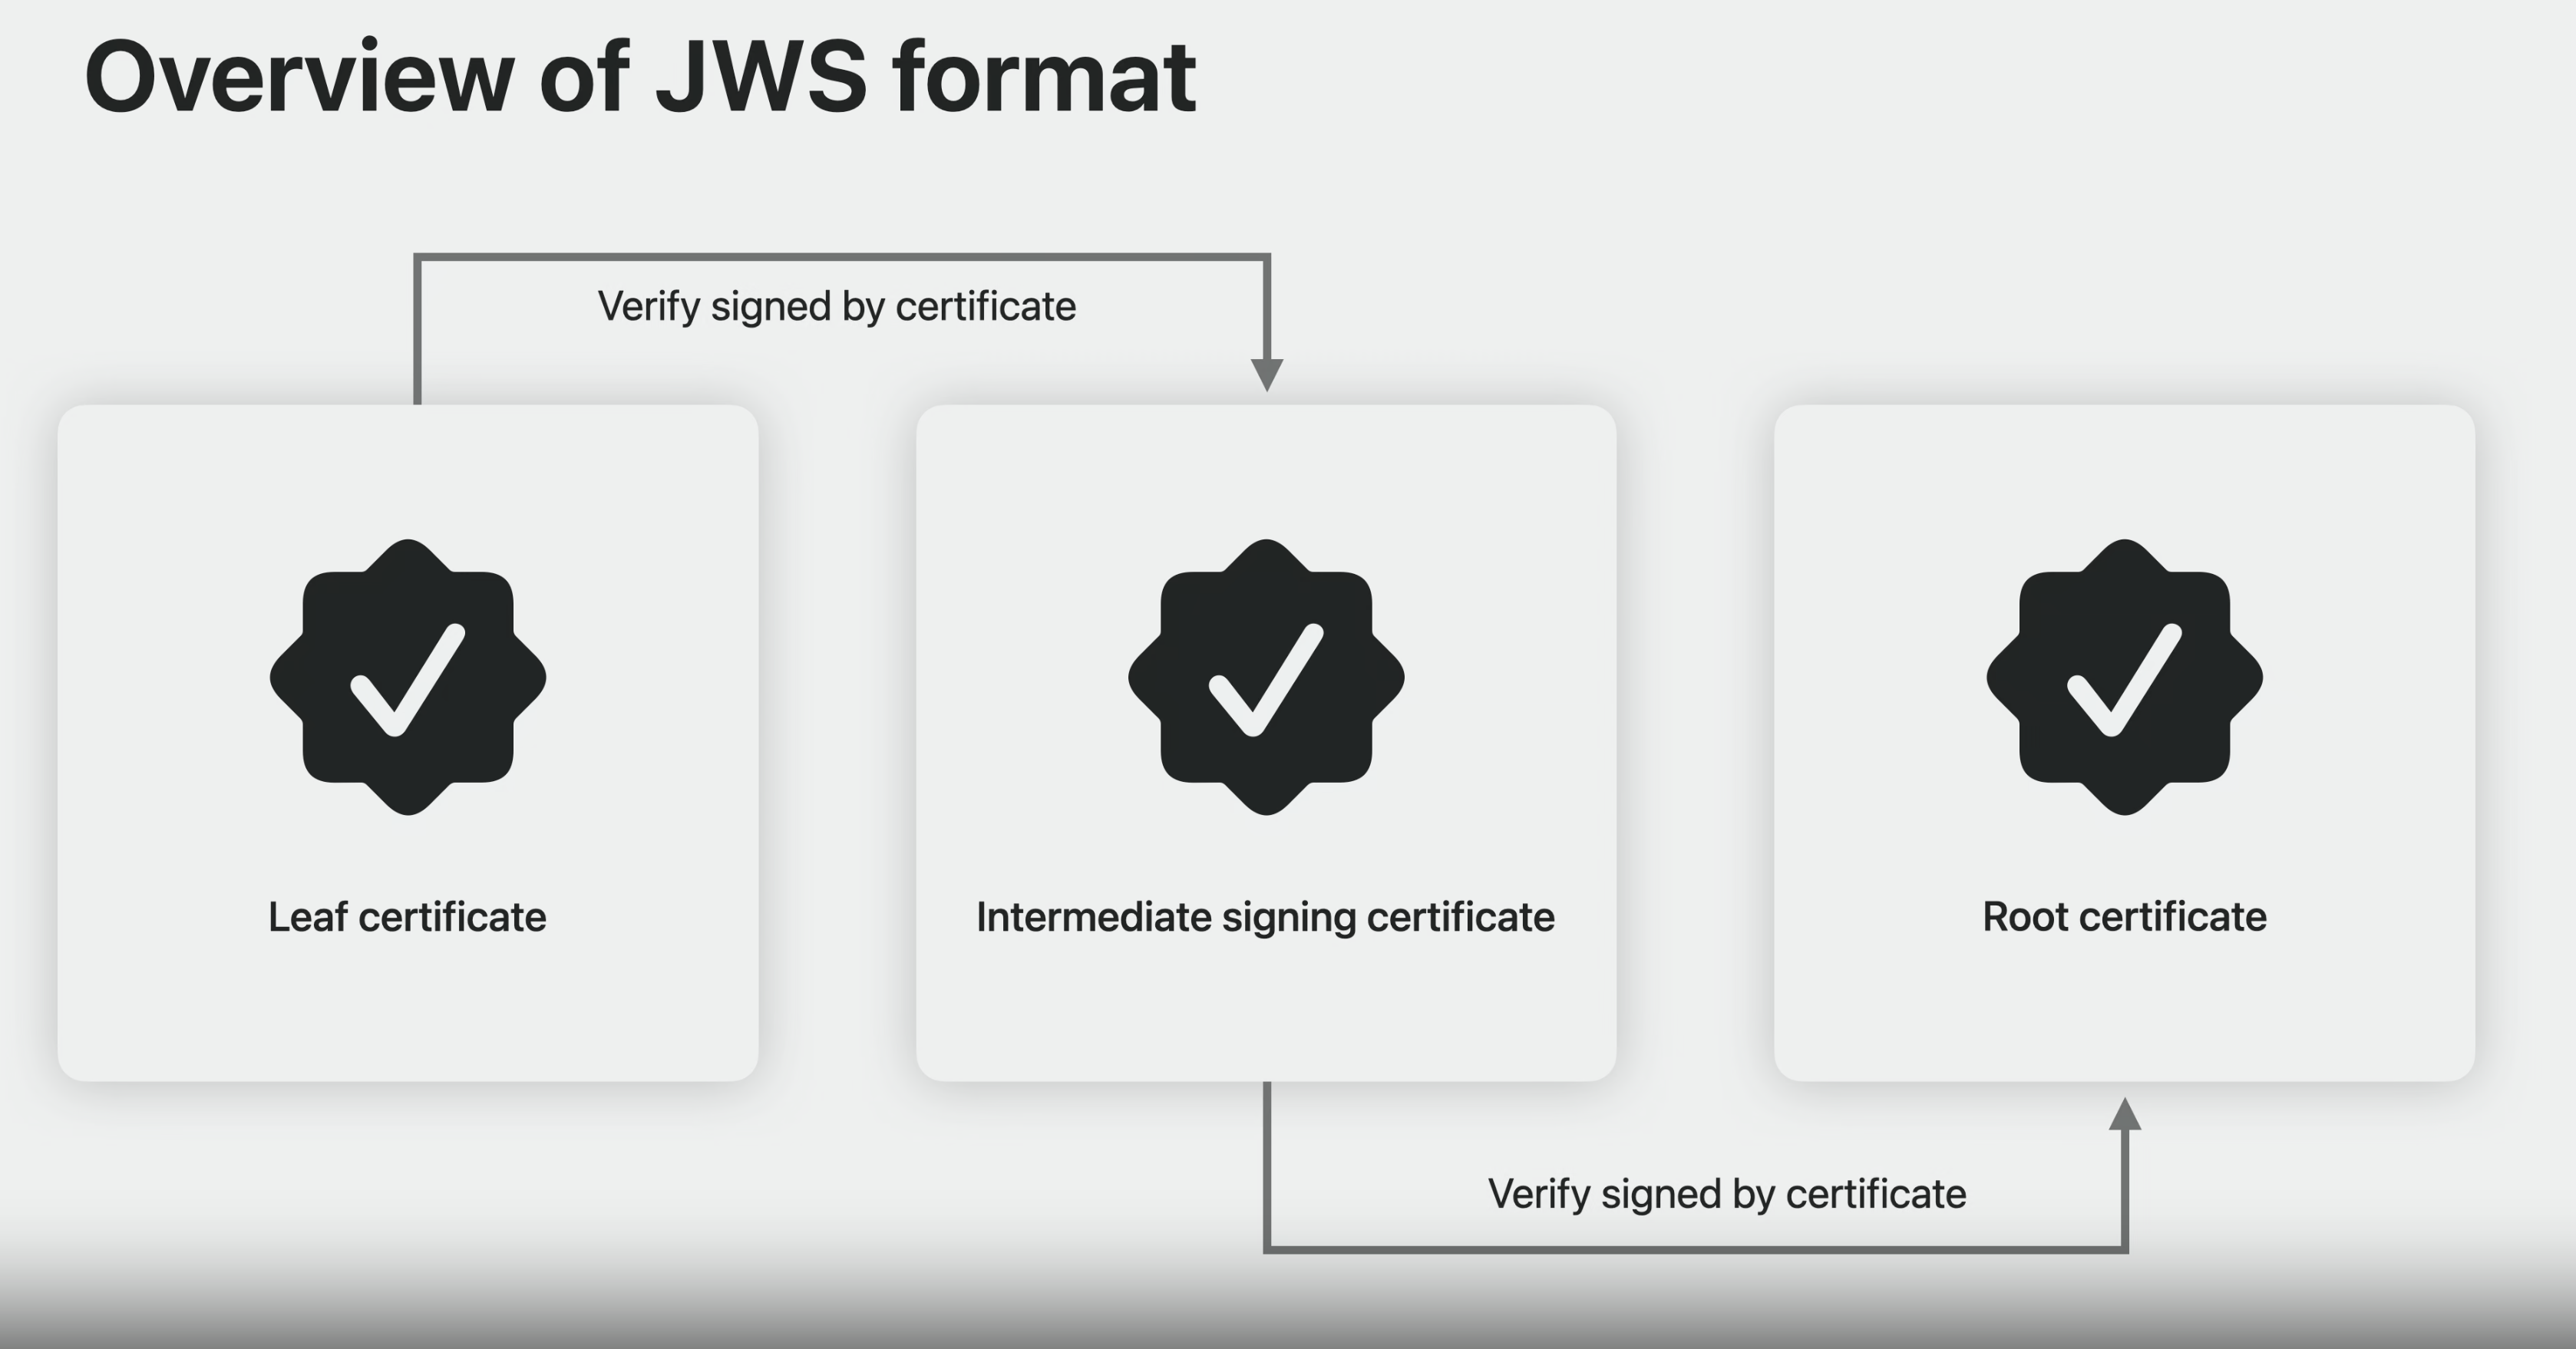 Overview of JWS format
Verify signed by certificate
Leaf certificate
Intermediate signing certificate
Root certificate
Verify signed by certificate